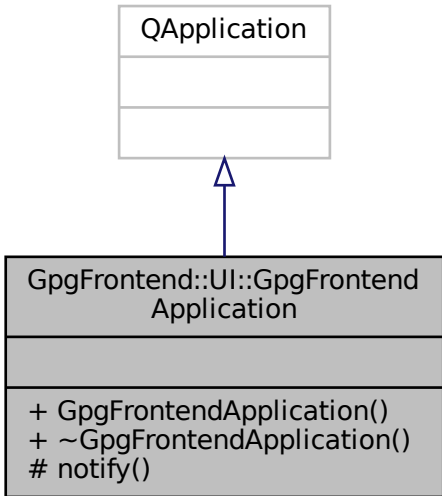 QApplication
GpgFrontend::UI::GpgFrontend
Application
+ GpgFrontendApplication()
+ ~GpgFrontendApplication()
# notify()